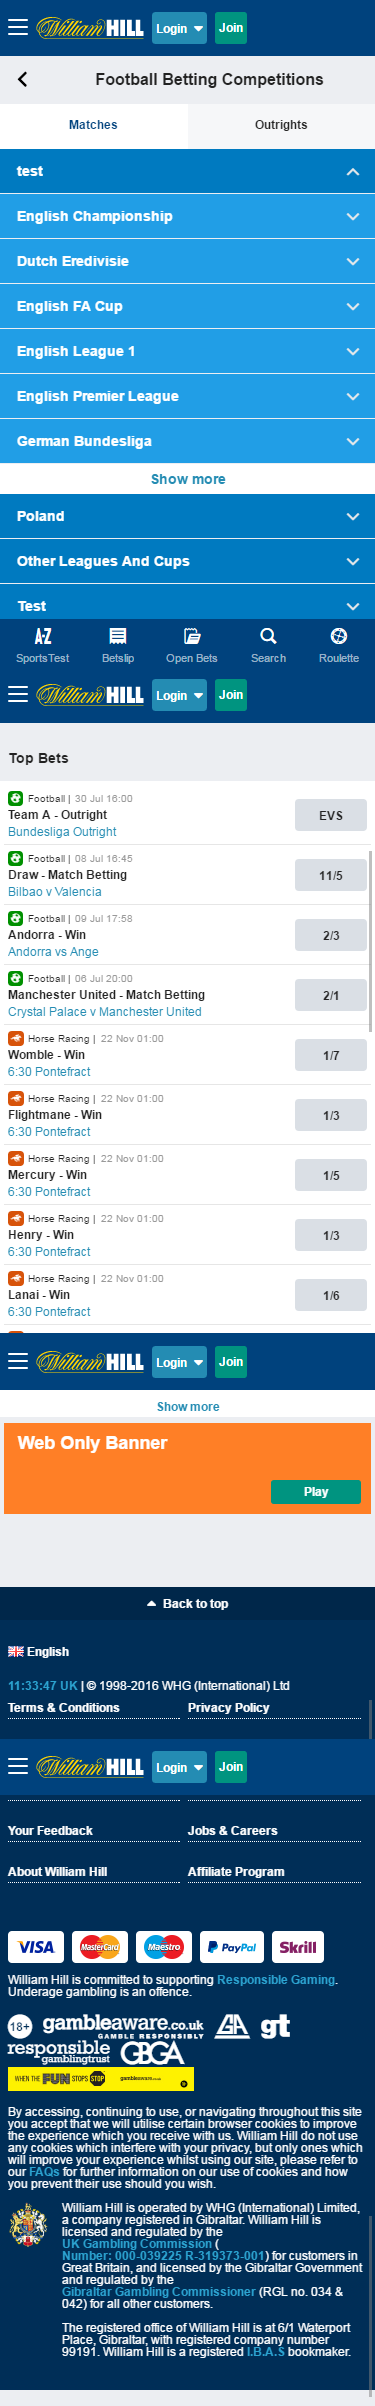 William HILL
Login
Join
Football Betting Competitions
Matches
Outrights
test
English Championship
Dutch Eredivisie
English FA Cup
English League 1
English Premier League
German Bundesliga
Show more
Poland
Other Leagues And Cups
Test
A-Z
SportsTest
Betslip
Open Bets
Search
Roulette
William HILL
Login
Join
Top Bets
Football | 30 Jul 16:00
Team A - Outright
Bundesliga Outright
EVS
Football | 08 Jul 16:45
Draw - Match Betting
Bilbao v Valencia
11/5
Football | 09 Jul 17:58
Andorra - Win
Andorra vs Ange
2/3
Football | 06 Jul 20:00
Manchester United - Match Betting
Crystal Palace v Manchester United
2/1
Horse Racing | 22 Nov 01:00
Womble - Win
6:30 Pontefract
1/7
Horse Racing | 22 Nov 01:00
Flightmane - Win
6:30 Pontefract
1/3
Horse Racing | 22 Nov 01:00
Mercury - Win
6:30 Pontefract
1/5
Horse Racing | 22 Nov 01:00
Henry - Win
6:30 Pontefract
1/3
Horse Racing | 22 Nov 01:00
Lanai - Win
6:30 Pontefract
1/6
William HILL
Login
Join
Show more
Web Only Banner
Play
Back to top
English
11:33:47 UK | © 1998-2016 WHG (International) Ltd
Terms & Conditions
Privacy Policy
William HILL
Login
Join
Your Feedback
Jobs & Careers
About William Hill
Affiliate Program
VISA
MasterCard
Maestro
PayPal
Skrill
William Hill is committed to supporting Responsible Gaming.
Underage gambling is an offence.
18+
gambleaware.co.uk
GAMBLE RESPONSIBLY
gt
responsible
gamblingtrust
GBGA
WHEN THE FUN STOPS STOP
gambleaware.co.uk
By accessing, continuing to use, or navigating throughout this site
you accept that we will utilise certain browser cookies to improve
the experience which you receive with us. William Hill do not use
any cookies which interfere with your privacy, but only ones which
will improve your experience whilst using our site, please refer to
our FAQs for further information on our use of cookies and how
you prevent their use should you wish.
William Hill is operated by WHG (International) Limited,
a company registered in Gibraltar. William Hill is
licensed and regulated by the
UK Gambling Commission (
Number: 000-039225 R-319373-001) for customers in
Great Britain, and licensed by the Gibraltar Government
and regulated by the
Gibraltar Gambling Commissioner (RGL no. 034 &
042) for all other customers.
The registered office of William Hill is at 6/1 Waterport
Place, Gibraltar, with registered company number
99191. William Hill is a registered I.B.A.S bookmaker.